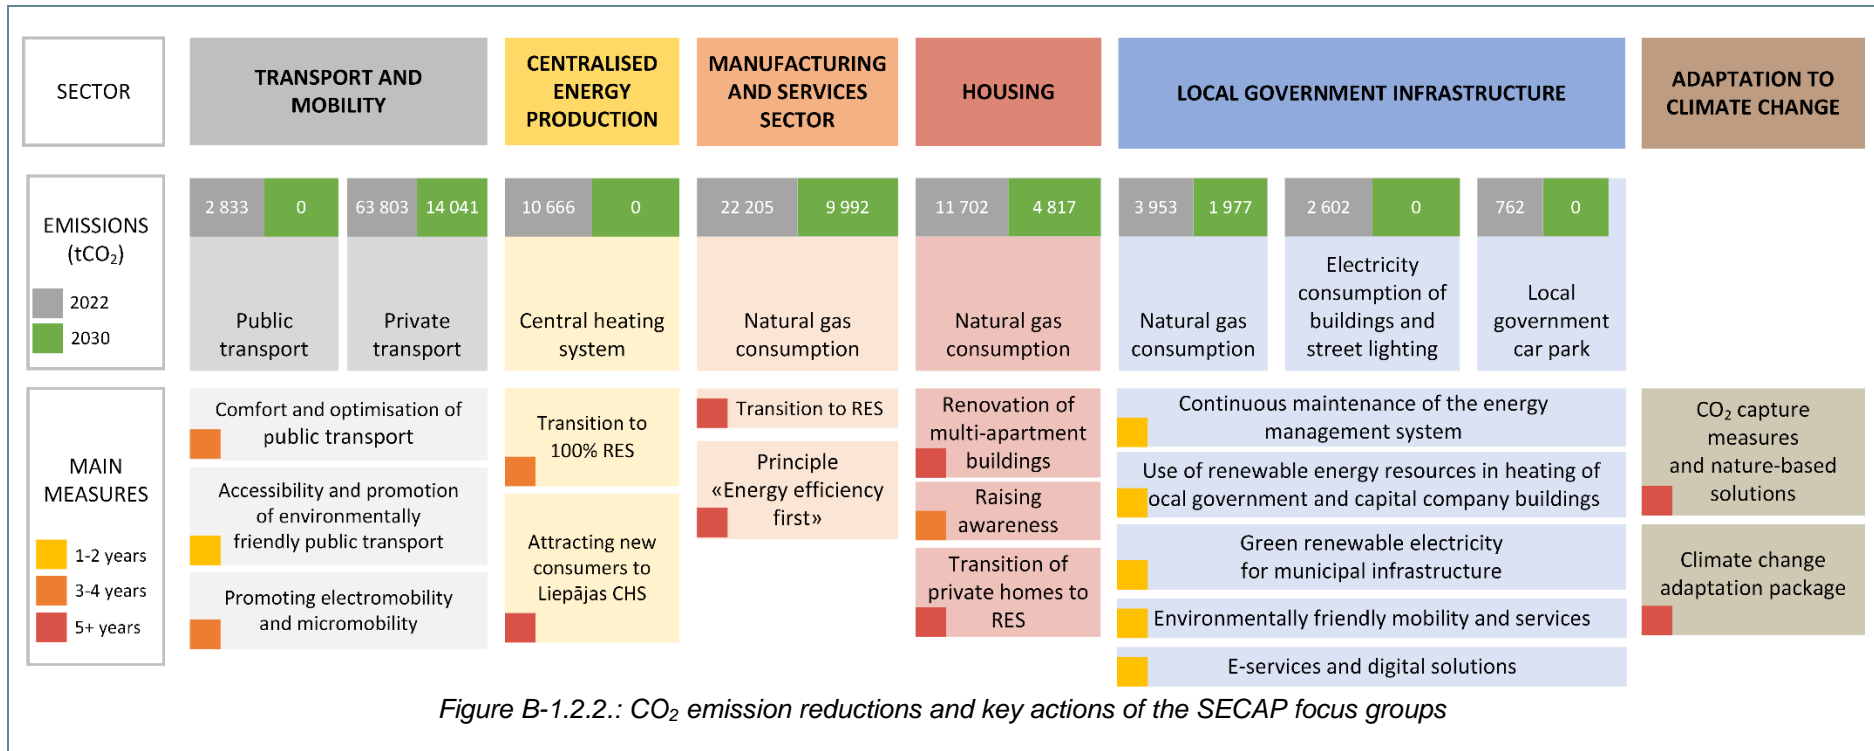 SECTOR
TRANSPORT AND
MOBILITY
CENTRALISED
ENERGY
PRODUCTION
MANUFACTURING
AND SERVICES
SECTOR
HOUSING
LOCAL GOVERNMENT INFRASTRUCTURE
ADAPTATION TO
CLIMATE CHANGE
EMISSIONS
(tCO₂)
2022
2030
2 833 0
Public
transport
63 803 14 041
Private
transport
10 666 0
Central heating
system
22 205 9 992
Natural gas
consumption
11 702 4 817
Natural gas
consumption
3 953 1 977
Natural gas
consumption
2 602 0
Electricity
consumption of
buildings and
street lighting
762 0
Local
government
car park
MAIN
MEASURES
1-2 years
3-4 years
5+ years
Comfort and optimisation of
public transport
Accessibility and promotion
of environmentally
friendly public transport
Promoting electromobility
and micromobility
Transition to
100% RES
Attracting new
consumers to
Liepājas CHS
Transition to RES
Principle
«Energy efficiency
first»
Renovation of
multi-apartment
buildings
Raising
awareness
Transition of
private homes to
RES
Continuous maintenance of the energy
management system
Use of renewable energy resources in heating of
local government and capital company buildings
Green renewable electricity
for municipal infrastructure
Environmentally friendly mobility and services
E-services and digital solutions
CO₂ capture
measures
and nature-based
solutions
Climate change
adaptation package
Figure B-1.2.2.: CO₂ emission reductions and key actions of the SECAP focus groups